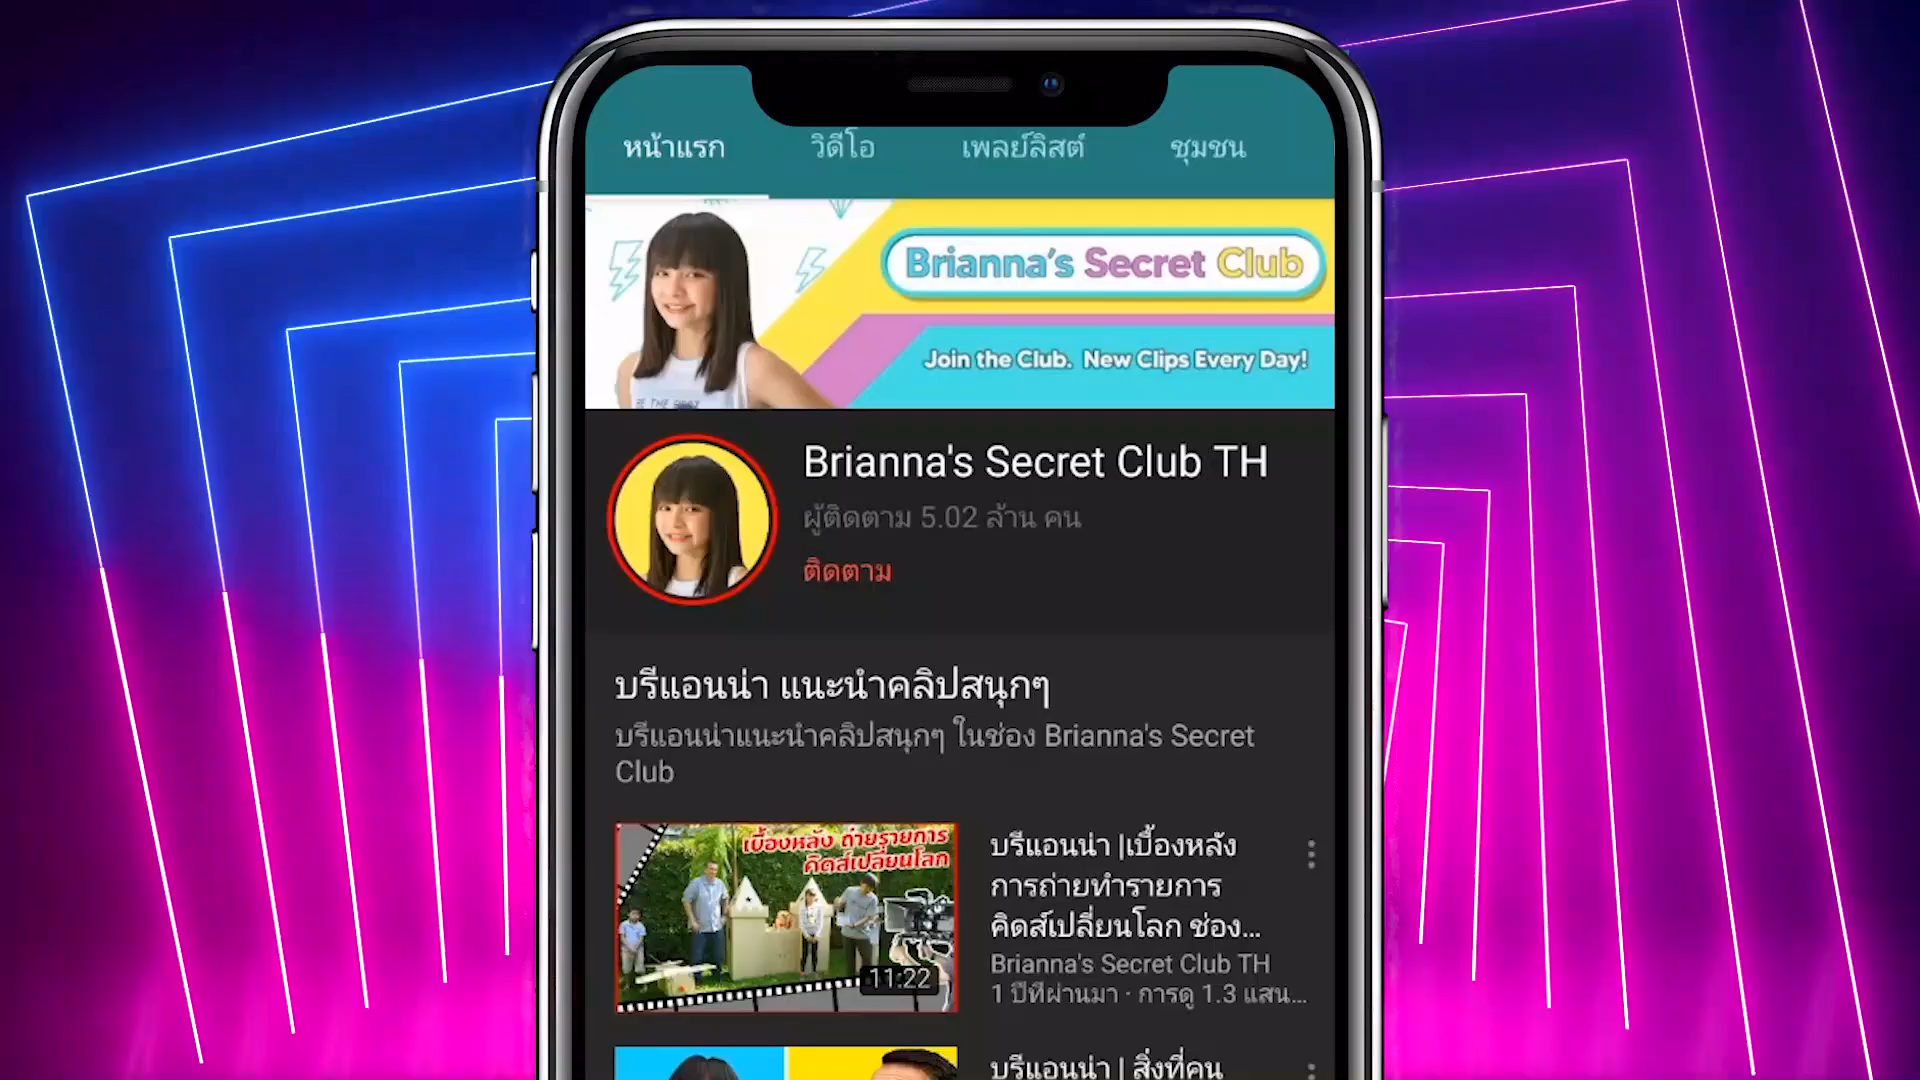 หน้าแรก วิดีโอ เพลย์ลิสต์ ชุมชน
Brianna's Secret Club
Join the Club. New Clips Every Day!
Brianna's Secret Club TH
ผู้ติดตาม 5.02 ล้าน คน
ติดตาม
บรีแอนน่า แนะนำคลิปสนุกๆ
บรีแอนน่าแนะนำคลิปสนุกๆ ในช่อง Brianna's Secret
Club
เบื้องหลัง ถ่ายรายการ
คิดส์เปลี่ยนโลก
11:22
บรีแอนน่า |เบื้องหลัง
การถ่ายทำรายการ
คิดส์เปลี่ยนโลก ช่อง...
Brianna's Secret Club TH
1 ปีที่ผ่านมา · การดู 1.3 แสน...
บรีแอนน่า | สิ่งที่คน